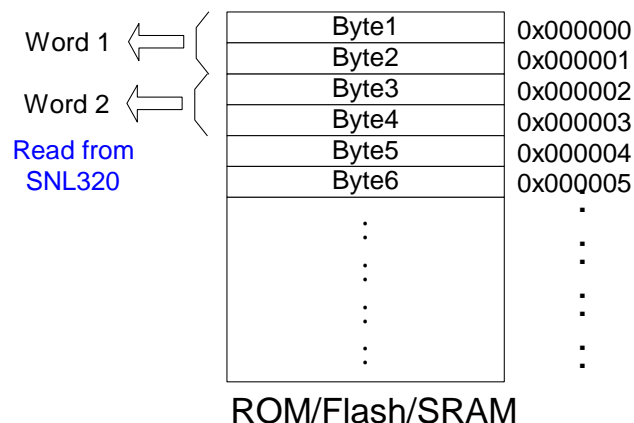 Word 1
Byte1
0x000000
Byte2
0x000001
Word 2
Byte3
0x000002
Byte4
0x000003
Read from
SNL320
Byte5
0x000004
Byte6
0x000005
ROM/Flash/SRAM